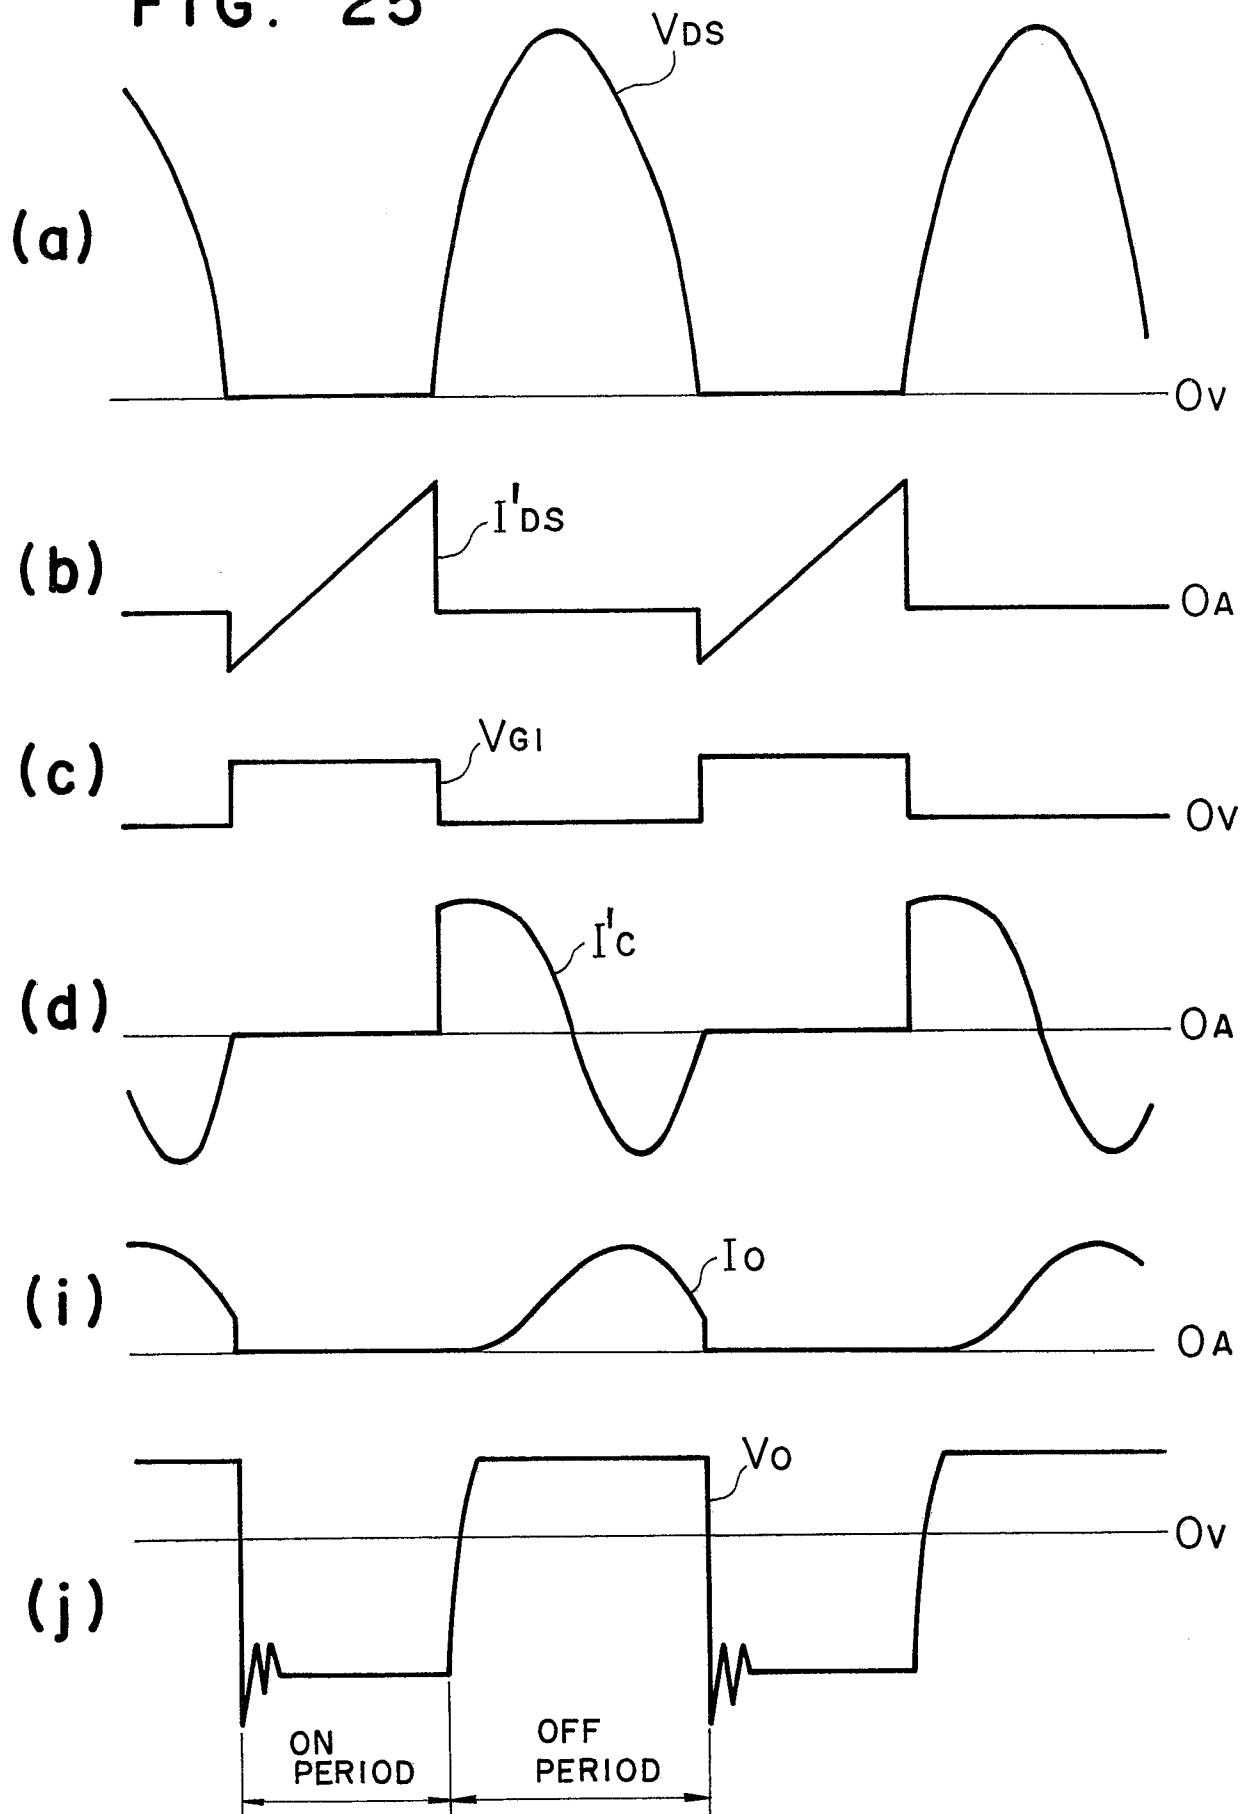 FIG. 25
VDS
(a)
0V
I'DS
(b)
0A
VG1
(c)
0V
I'C
(d)
0A
IO
(i)
0A
VO
0V
(j)
ON PERIOD
OFF PERIOD